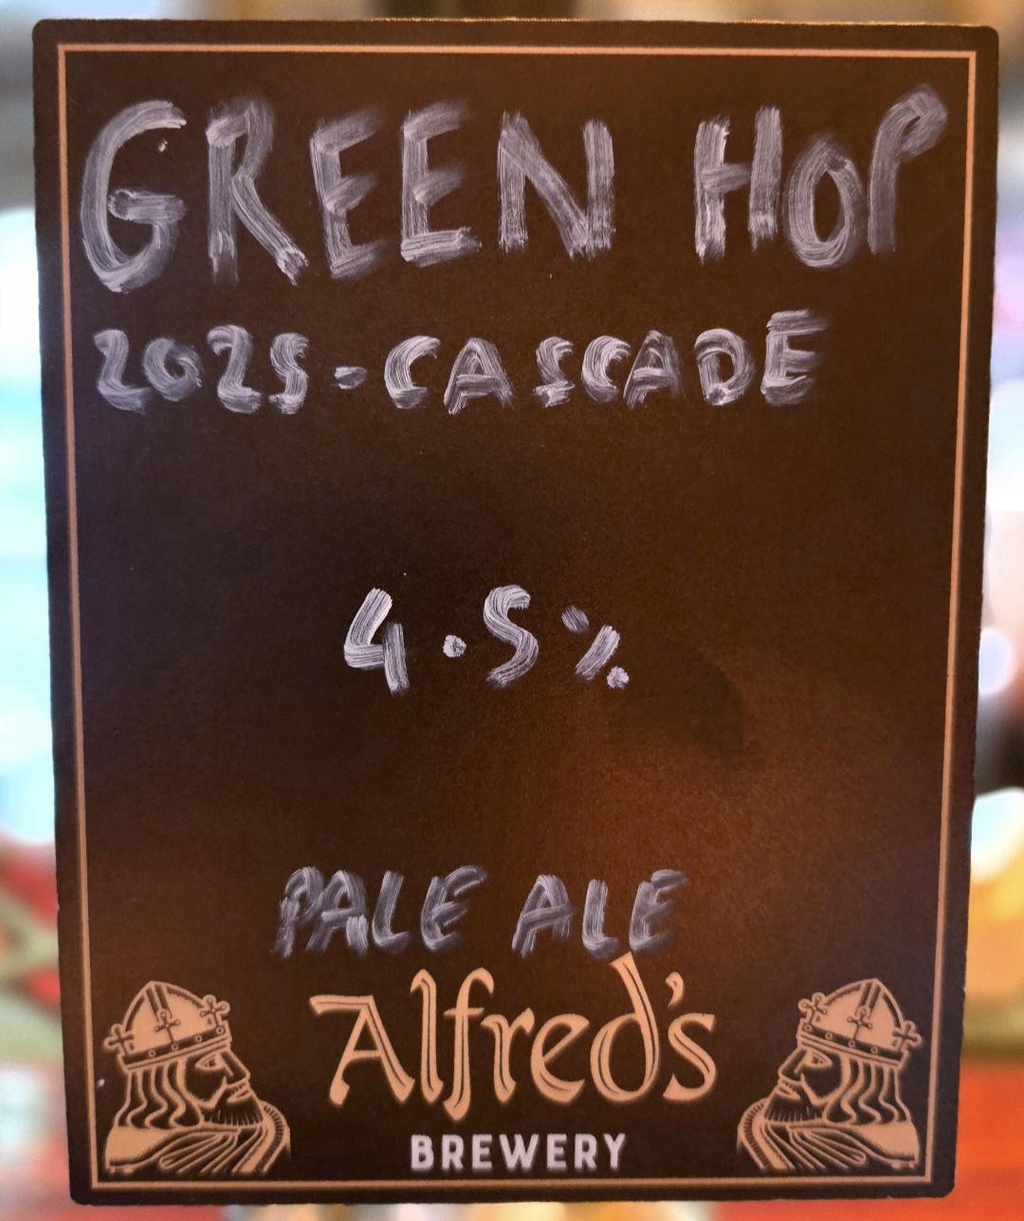 GREEN HOP
2025-CASCADE
4.5%
PALE ALE
Alfred's
BREWERY